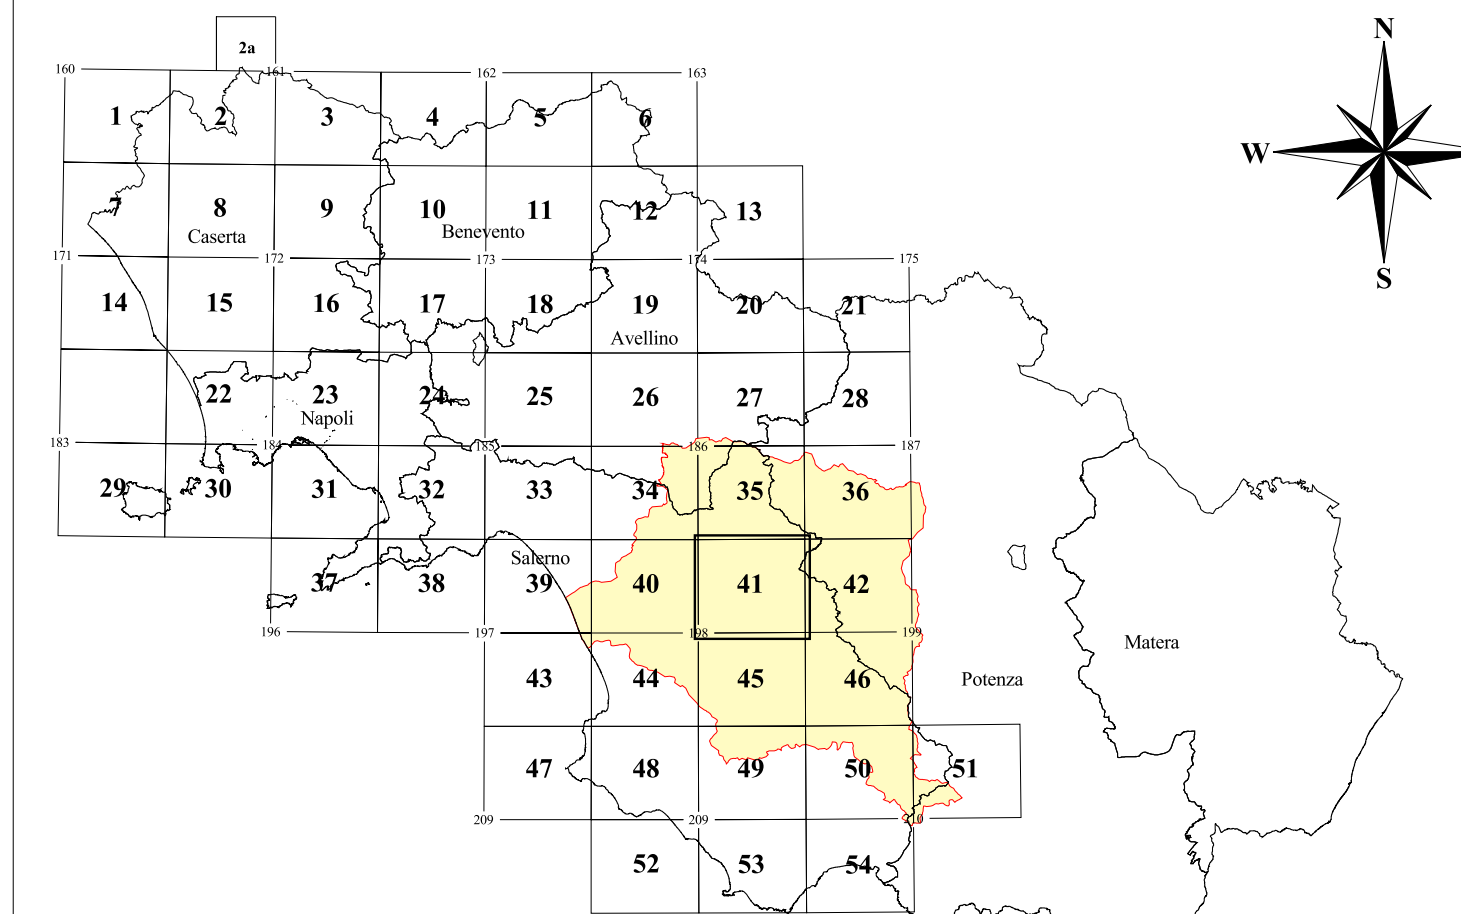 N
2a
160 161 162 163
1 2 3 4 5 6
W
7 8 9 10 11 12 13
Caserta Benevento
171 172 173 174 175
S
14 15 16 17 18 19 20 21
Avellino
22 23 24 25 26 27 28
Napoli
183 184 185 186 187
29 30 31 32 33 34 35 36
Salerno
37 38 39 40 41 42
196 197 198 199
Matera
43 44 45 46 Potenza
47 48 49 50 51
209 209 210
52 53 54